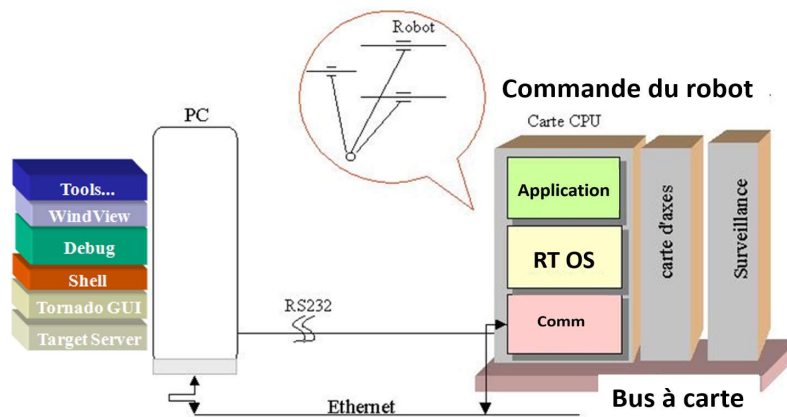 Robot
Commande du robot
PC
Carte CPU
Tools...
WindView
Debug
Shell
Tornado GUI
Target Server
RS232
Application
RT OS
Comm
carte d'axes
Surveillance
Ethernet
Bus à carte